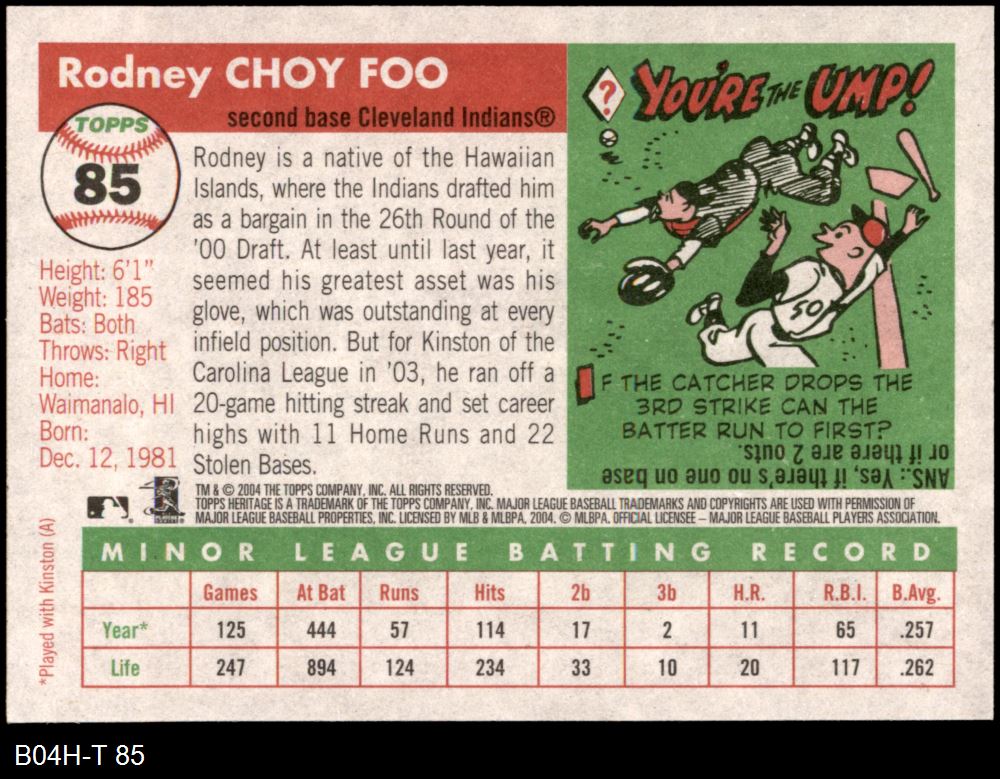 Rodney CHOY FOO
second base Cleveland Indians®
TOPPS
85
Height: 6'1"
Weight: 185
Bats: Both
Throws: Right
Home:
Waimanalo, HI
Born:
Dec. 12, 1981
Rodney is a native of the Hawaiian
Islands, where the Indians drafted him
as a bargain in the 26th Round of the
'00 Draft. At least until last year, it
seemed his greatest asset was his
glove, which was outstanding at every
infield position. But for Kinston of the
Carolina League in '03, he ran off a
20-game hitting streak and set career
highs with 11 Home Runs and 22
Stolen Bases.
?
YOU'RE THE UMP!
50
IF THE CATCHER DROPS THE
3RD STRIKE CAN THE
BATTER RUN TO FIRST?
ANS.: Yes, if there's no one on base
or if there are 2 outs.
TM & © 2004 THE TOPPS COMPANY, INC. ALL RIGHTS RESERVED.
TOPPS HERITAGE IS A TRADEMARK OF THE TOPPS COMPANY, INC. MAJOR LEAGUE BASEBALL TRADEMARKS AND COPYRIGHTS ARE USED WITH PERMISSION OF
MAJOR LEAGUE BASEBALL PROPERTIES, INC. LICENSED BY MLB & MLBPA, 2004. © MLBPA. OFFICIAL LICENSEE – MAJOR LEAGUE BASEBALL PLAYERS ASSOCIATION.
*Played with Kinston (A)
MINOR LEAGUE BATTING RECORD
Games At Bat Runs Hits 2b 3b H.R. R.B.I. B.Avg.
Year* 125 444 57 114 17 2 11 65 .257
Life 247 894 124 234 33 10 20 117 .262
B04H-T 85